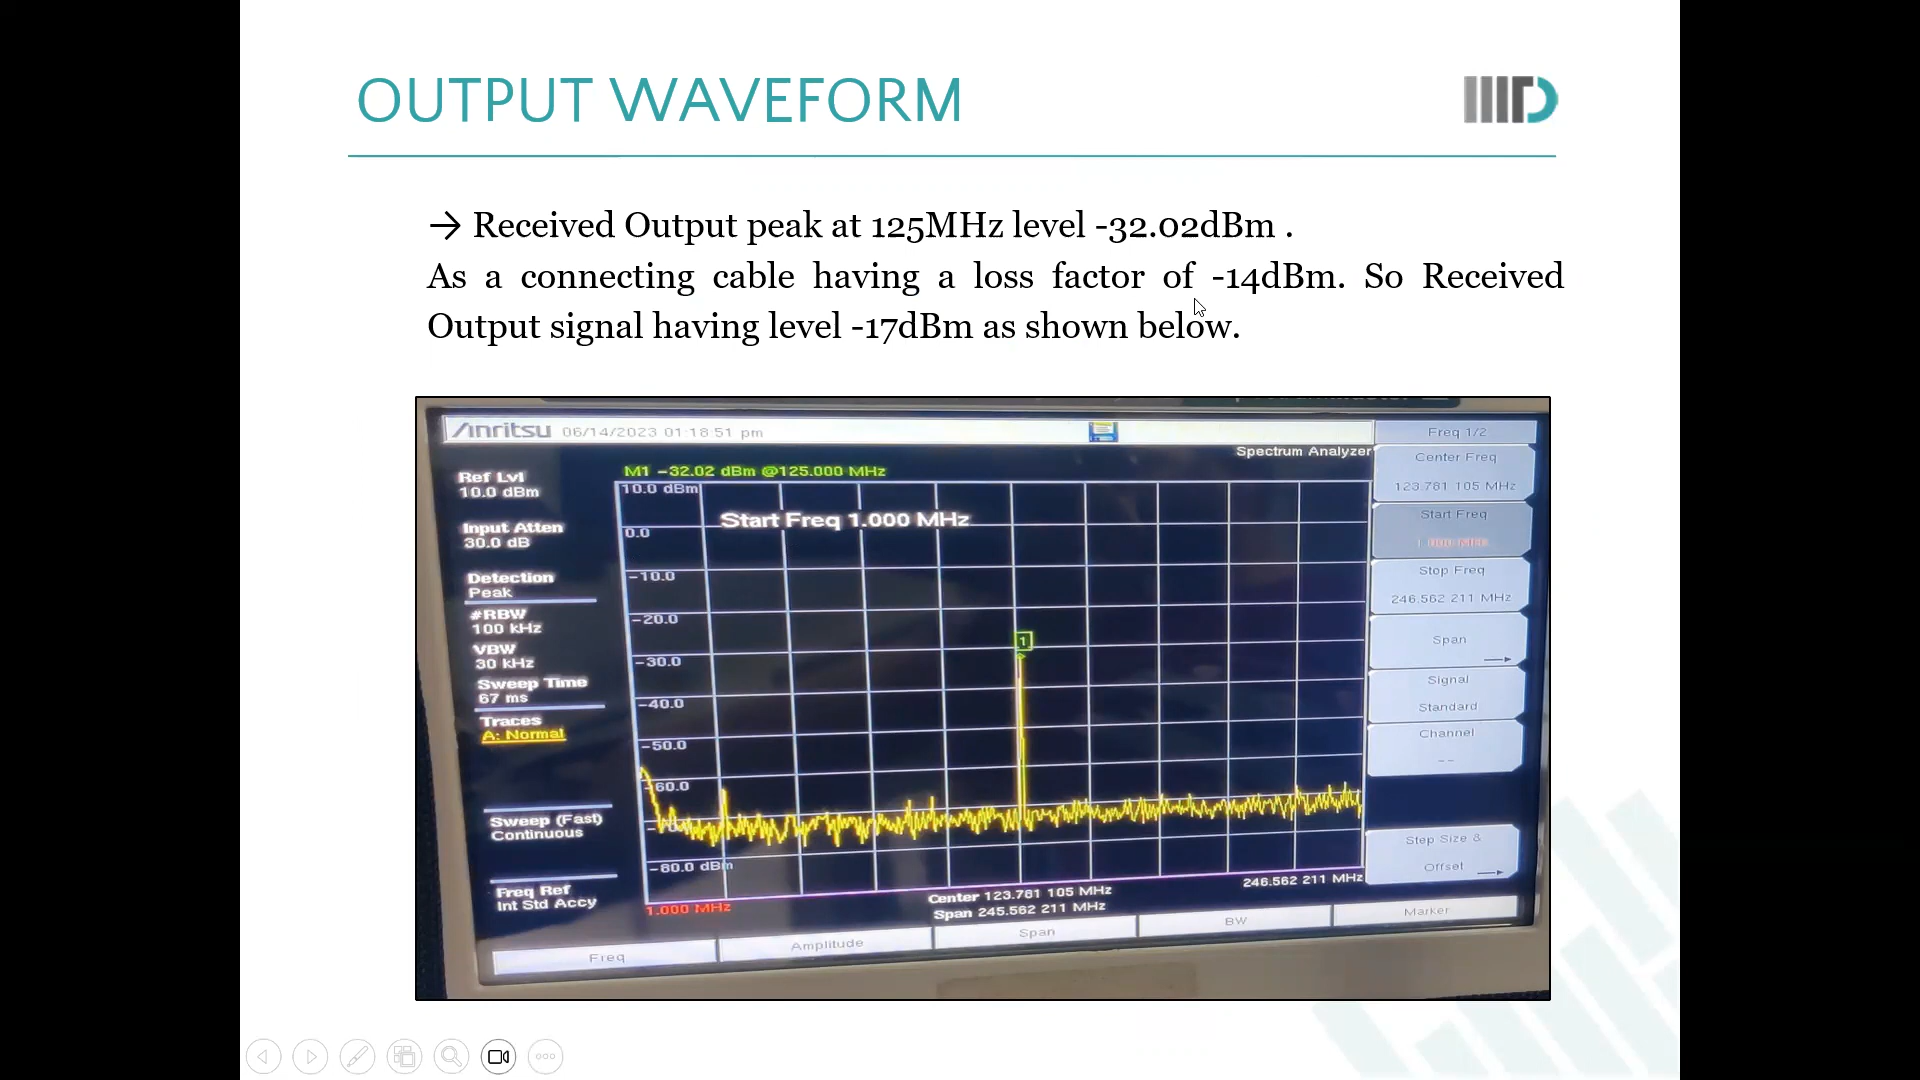 OUTPUT WAVEFORM
→ Received Output peak at 125MHz level -32.02dBm .
As a connecting cable having a loss factor of -14dBm. So Received
Output signal having level -17dBm as shown below.
Anritsu 06/14/2023 01:18:51 pm
Freq 1/2
Spectrum Analyzer
M1 -32.02 dBm @125.000 MHz
Ref Lvl
10.0 dBm
Input Atten
30.0 dB
Detection
Peak
#RBW
100 kHz
VBW
30 kHz
Sweep Time
67 ms
Traces
A: Normal
Sweep (Fast)
Continuous
Freq Ref
Int Std Accy
10.0 dBm
Start Freq 1.000 MHz
0.0
-10.0
-20.0
-30.0
-40.0
-50.0
-60.0
-80.0 dBm
1
1.000 MHz
Center 123.781 105 MHz
Span 245.562 211 MHz
246.562 211 MHz
Center Freq
123.781 105 MHz
Start Freq
1.000 MHz
Stop Freq
246.562 211 MHz
Span
Signal
Standard
Channel
--
Step Size &
Offset
Freq
Amplitude
Span
BW
Marker